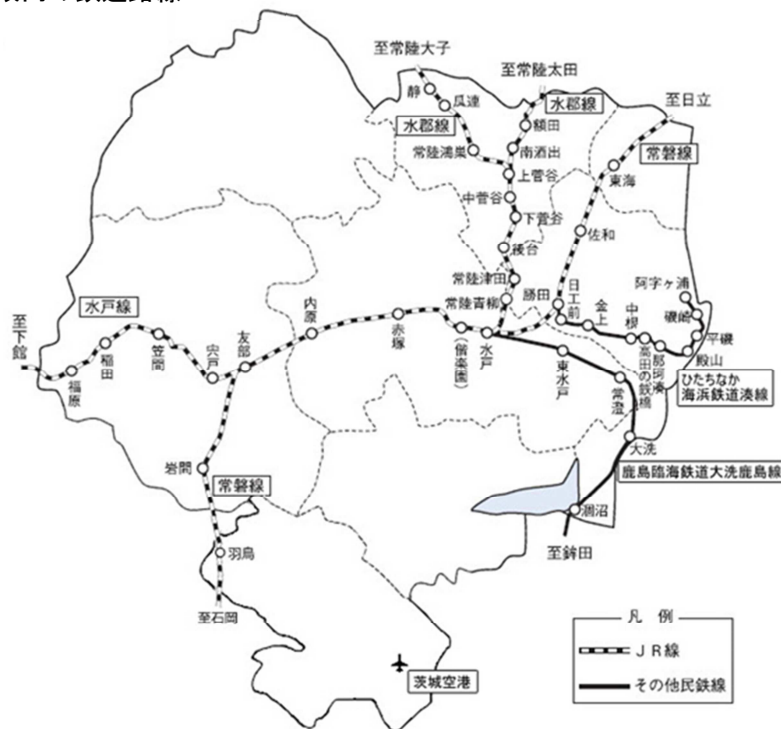 至常陸大子
至常陸太田
至日立
静
瓜連
水郡線
常陸鴻巣
水郡線
額田
南酒出
上菅谷
中菅谷
下菅谷
後台
常陸津田
常陸青柳
常磐線
東海
佐和
勝田
日工前
金上
中根
高田の鉄橋
那珂湊
殿山
平磯
磯崎
阿字ヶ浦
ひたちなか
海浜鉄道湊線
水戸線
至下館
福原
稲田
笠間
宍戸
友部
内原
赤塚
(偕楽園)
水戸
東水戸
常澄
大洗
鹿島臨海鉄道大洗鹿島線
涸沼
至鉾田
岩間
常磐線
羽鳥
至石岡
茨城空港
凡 例
JR線
その他民鉄線